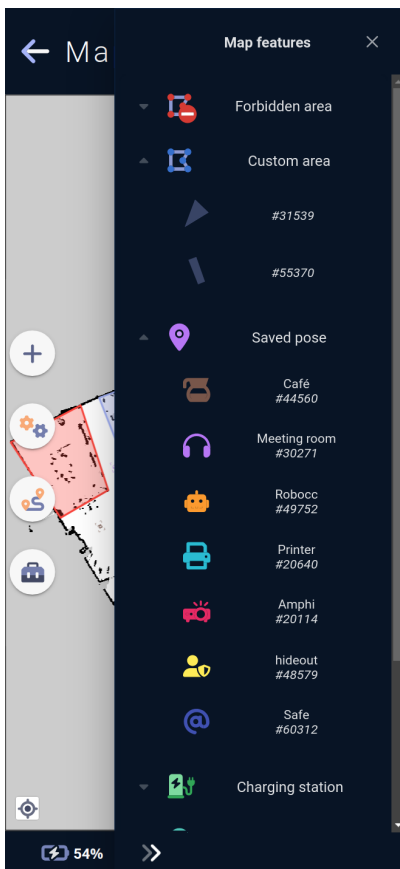 Ma
Map features
Forbidden area
Custom area
#31539
#55370
Saved pose
Café
#44560
Meeting room
#30271
Robocc
#49752
Printer
#20640
Amphi
#20114
hideout
#48579
Safe
#60312
Charging station
54%